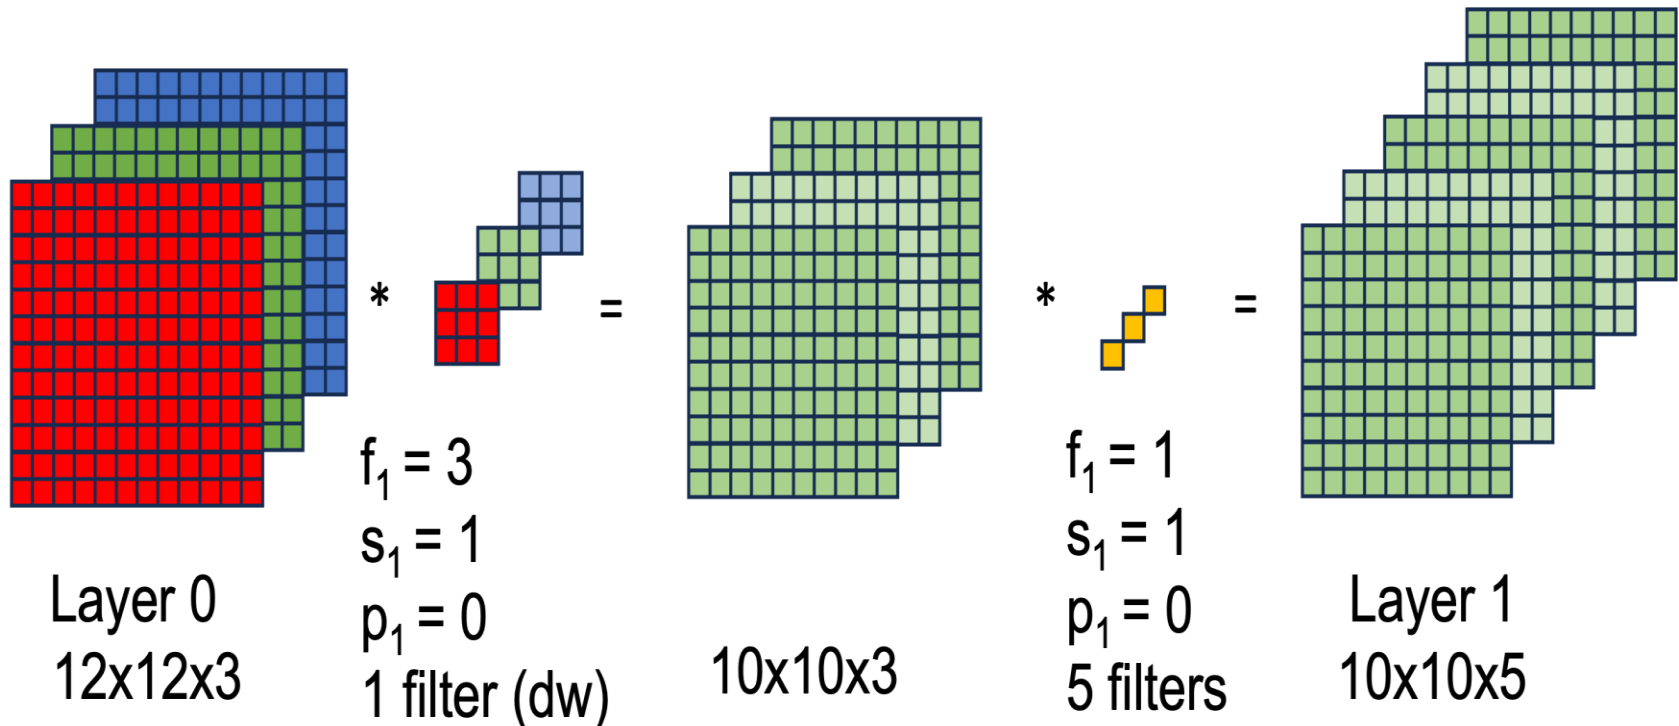 *
=
*
=
f₁ = 3
s₁ = 1
p₁ = 0
1 filter (dw)
f₁ = 1
s₁ = 1
p₁ = 0
5 filters
Layer 0
12x12x3
10x10x3
Layer 1
10x10x5